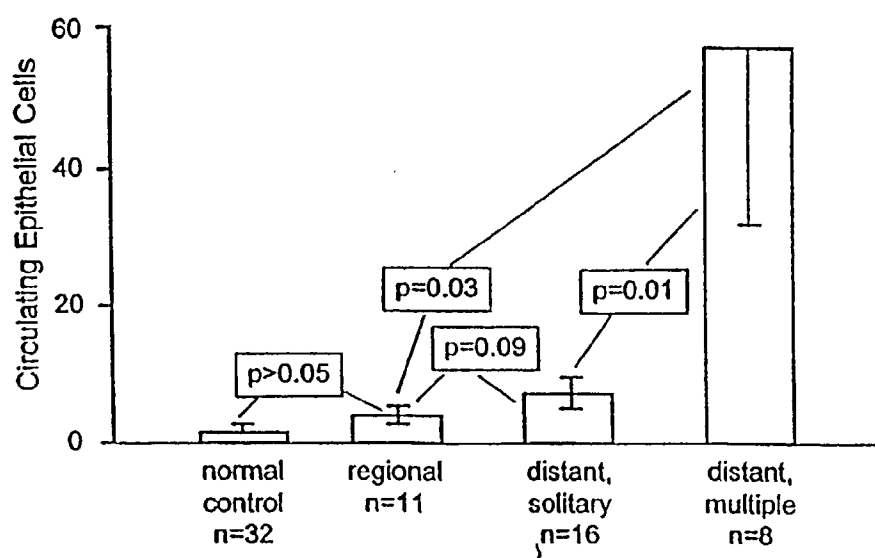 Circulating Epithelial Cells
60
40
20
0
p>0.05
p=0.03
p=0.09
p=0.01
normal
control
n=32
regional
n=11
distant,
solitary
n=16
distant,
multiple
n=8